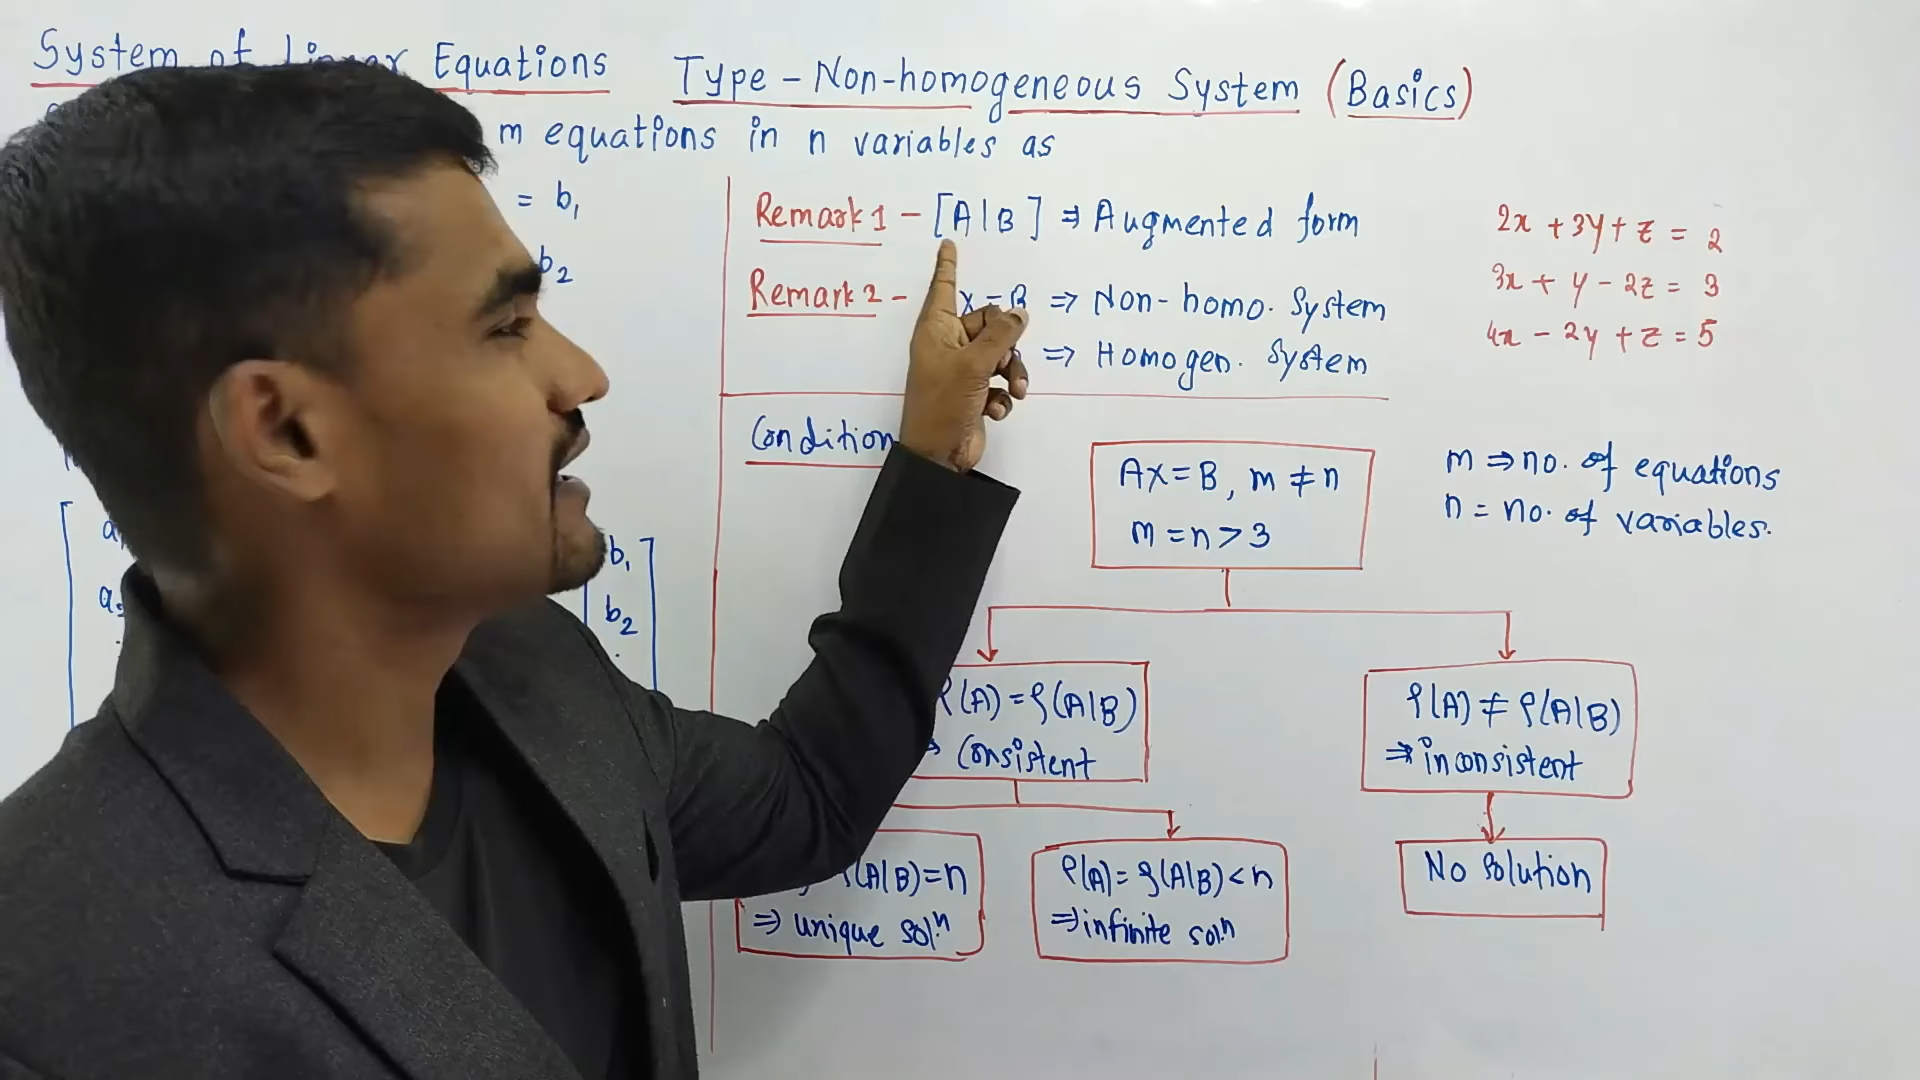 System of Linear Equations
Type - Non-homogeneous System (Basics)
m equations in n variables as
= b₁
b₂
b₁
b₂
Remark 1 - [A|B] ⇒ Augmented form
Remark 2 - X = B ⇒ Non-homo. System
⇒ Homogen. System
2x + 3y + z = 2
3x + y - 2z = 3
4x - 2y + z = 5
Condition
AX = B, m ≠ n
m = n > 3
m ⇒ no. of equations
n = no. of variables.
ρ(A) = ρ(A|B)
⇒ Consistent
ρ(A) ≠ ρ(A|B)
⇒ inconsistent
(A|B) = n
⇒ unique solⁿ
ρ(A) = ρ(A|B) < n
⇒ infinite solⁿ
No solution